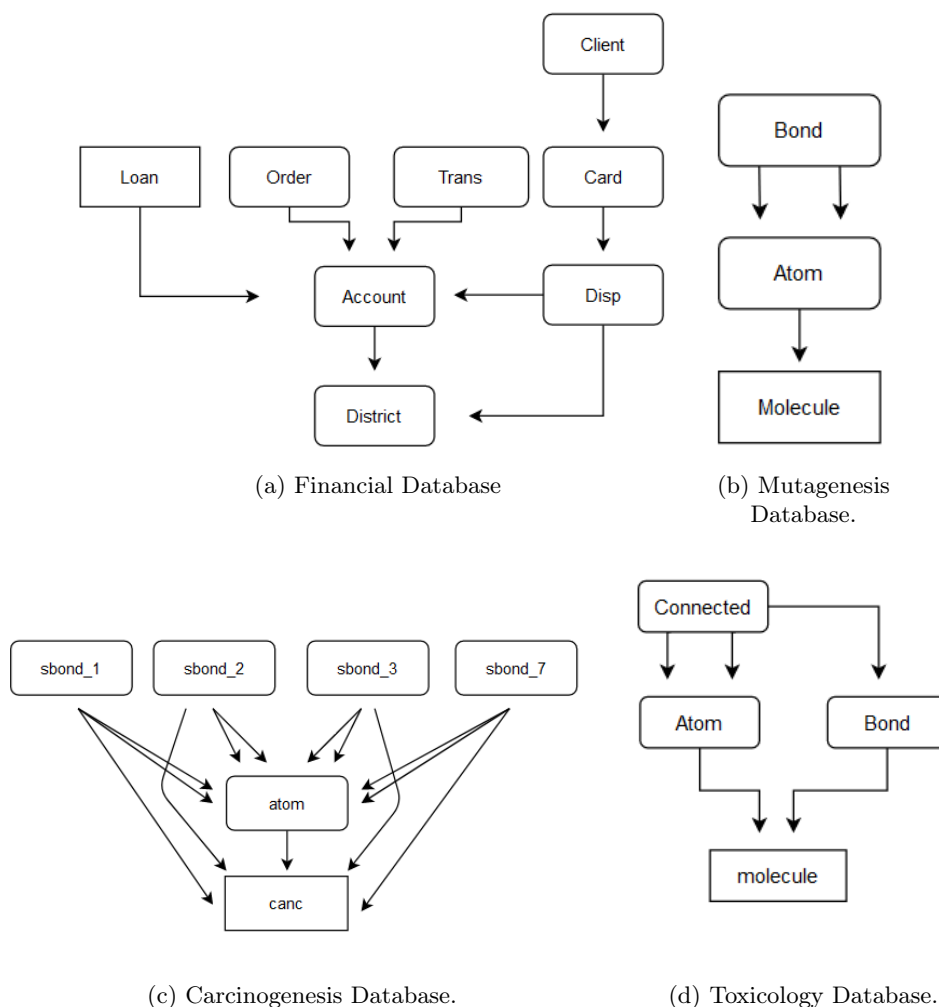 Client
Loan
Order
Trans
Card
Account
Disp
District
(a) Financial Database
Bond
Atom
Molecule
(b) Mutagenesis
Database.
sbond_1
sbond_2
sbond_3
sbond_7
atom
canc
(c) Carcinogenesis Database.
Connected
Atom
Bond
molecule
(d) Toxicology Database.